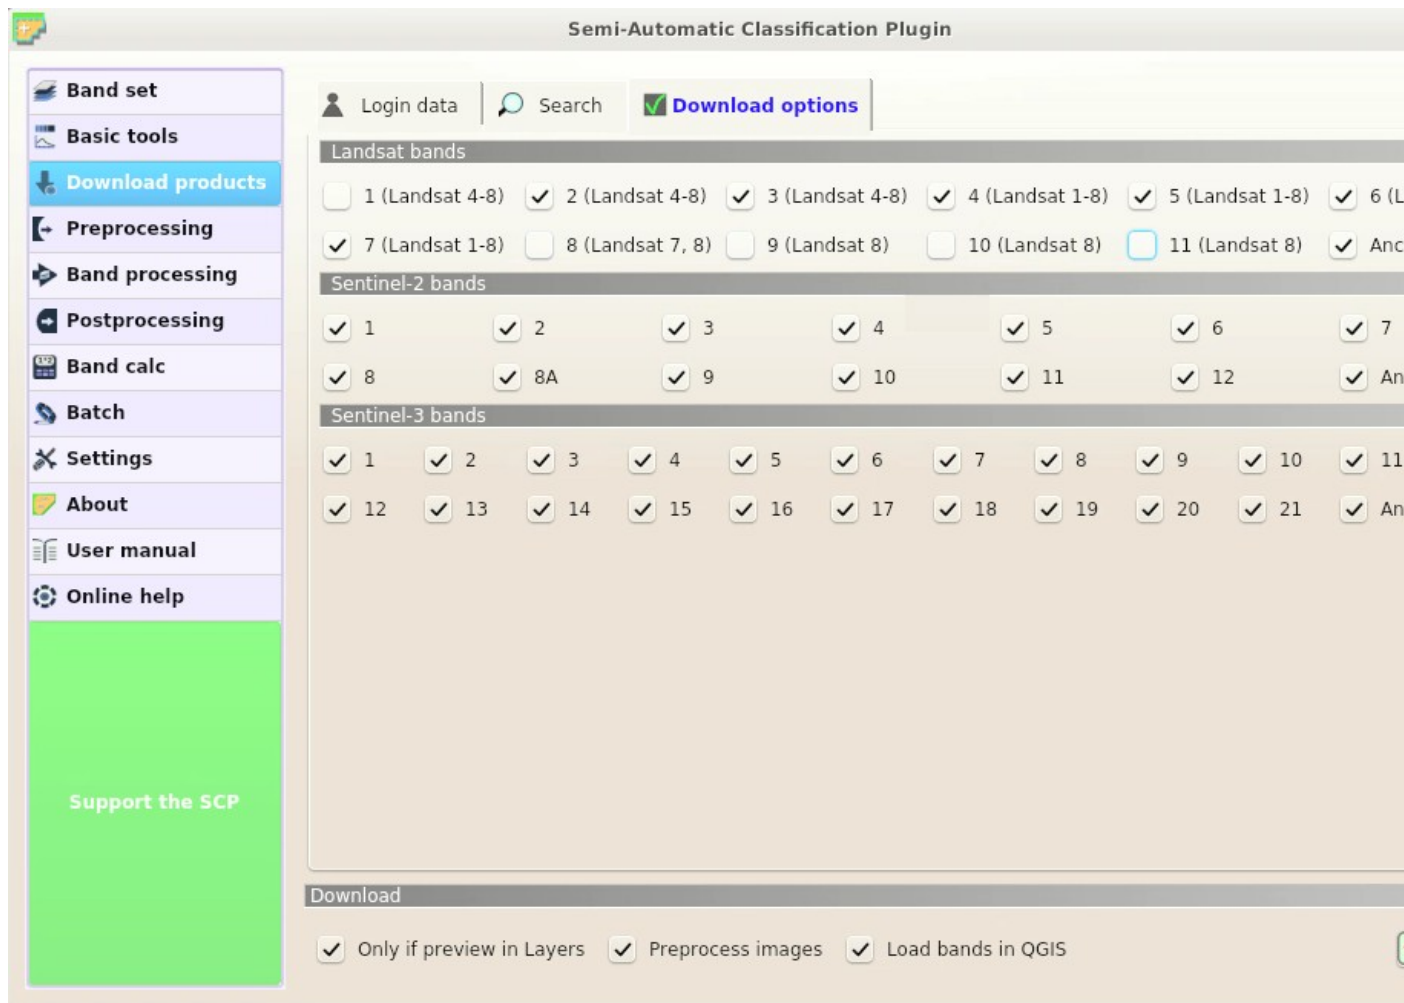 Semi-Automatic Classification Plugin
Band set
Basic tools
Download products
Preprocessing
Band processing
Postprocessing
Band calc
Batch
Settings
About
User manual
Online help
Support the SCP
Login data Search Download options
Landsat bands
1 (Landsat 4-8) 2 (Landsat 4-8) 3 (Landsat 4-8) 4 (Landsat 1-8) 5 (Landsat 1-8) 6 (L
7 (Landsat 1-8) 8 (Landsat 7, 8) 9 (Landsat 8) 10 (Landsat 8) 11 (Landsat 8) Anc
Sentinel-2 bands
1 2 3 4 5 6 7
8 8A 9 10 11 12 An
Sentinel-3 bands
1 2 3 4 5 6 7 8 9 10 11
12 13 14 15 16 17 18 19 20 21 An
Download
Only if preview in Layers Preprocess images Load bands in QGIS